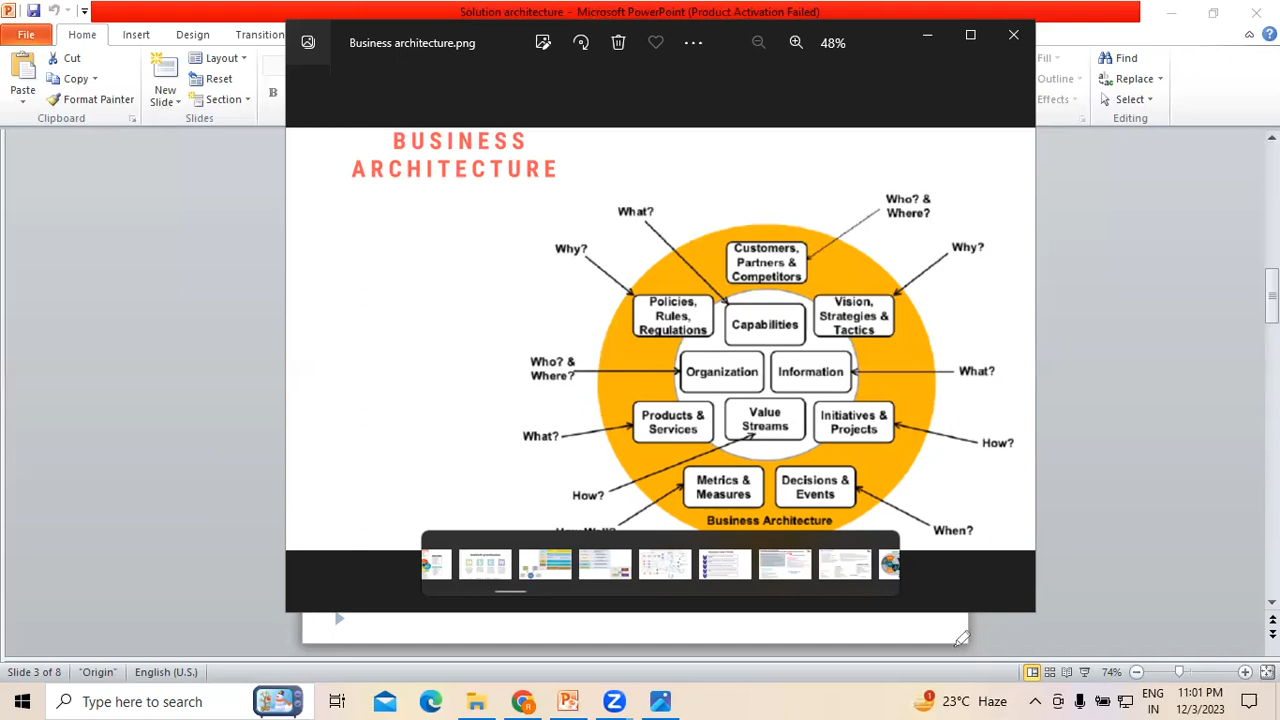 Solution architecture – Microsoft PowerPoint (Product Activation Failed)
File
Home
Insert
Design
Transition
Cut
Copy
Format Painter
Paste
Clipboard
New
Slide
Layout
Reset
Section
Slides
B
Fill
Outline
Effects
Find
Replace
Select
Editing
Business architecture.png
48%
BUSINESS
ARCHITECTURE
What?
Who? &
Where?
Why?
Why?
Customers,
Partners &
Competitors
Policies,
Rules,
Regulations
Capabilities
Vision,
Strategies &
Tactics
Who? &
Where?
Organization
Information
What?
What?
Products &
Services
Value
Streams
Initiatives &
Projects
How?
How?
Metrics &
Measures
Decisions &
Events
Business Architecture
When?
Slide 3 of 8
"Origin"
English (U.S.)
74%
Type here to search
1
23°C Haze
ENG
IN
11:01 PM
12/3/2023